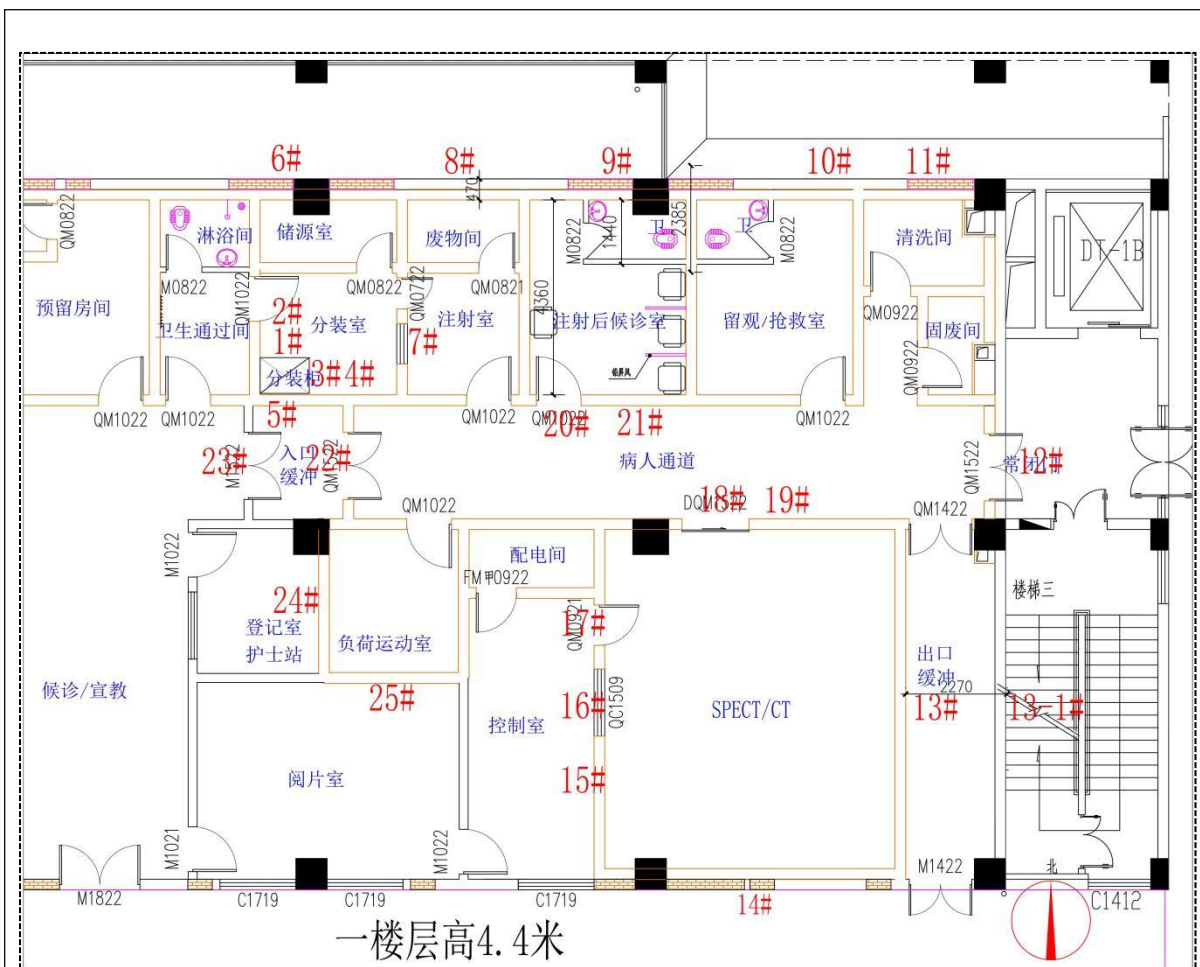 6#
8#
9#
10#
11#
470
QM0822
淋浴间
储源室
废物间
M0822
1440
卫
2385
卫
M0822
清洗间
DT-1B
M0822
QM1022
QM0822
QM0722
QM0821
4360
预留房间
2#
卫生通过间
1#
分装室
注射室
7#
注射后候诊室
留观/抢救室
QM0922
固废间
QM0922
分装柜
3#
4#
铅屏风
QM1022
QM1022
5#
QM1022
QM1022
20#
21#
QM1022
23#
入口
缓冲
22#
QM1522
病人通道
QM1522
12#
QM1022
18#
19#
QM1422
M1022
配电间
FM甲0922
24#
登记室
护士站
负荷运动室
17#
QM0921
楼梯三
出口
缓冲
2270
候诊/宣教
25#
控制室
16#
QC1509
SPECT/CT
13#
13-1#
阅片室
15#
M1021
M1022
M1422
北
M1822
C1719
C1719
C1719
14#
C1412
一楼层高4.4米